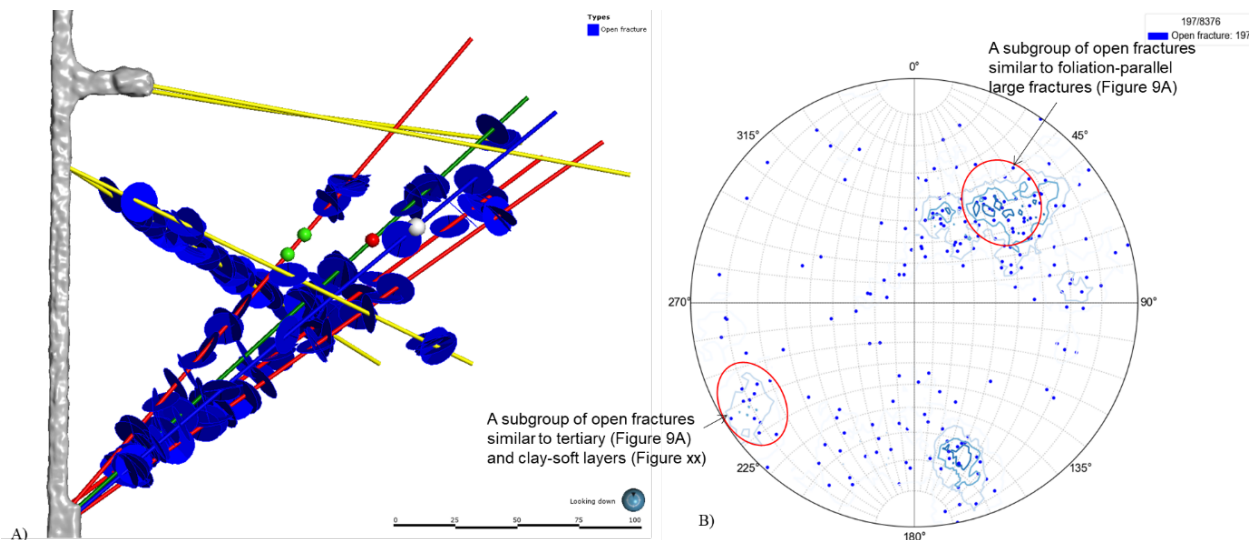 Types
Open fracture
Looking down
0 25 50 75 100
A)
197/8376
Open fracture: 197
A subgroup of open fractures
similar to foliation-parallel
large fractures (Figure 9A)
0°
315°
45°
270°
90°
A subgroup of open fractures
similar to tertiary (Figure 9A)
and clay-soft layers (Figure xx)
225°
135°
180°
B)